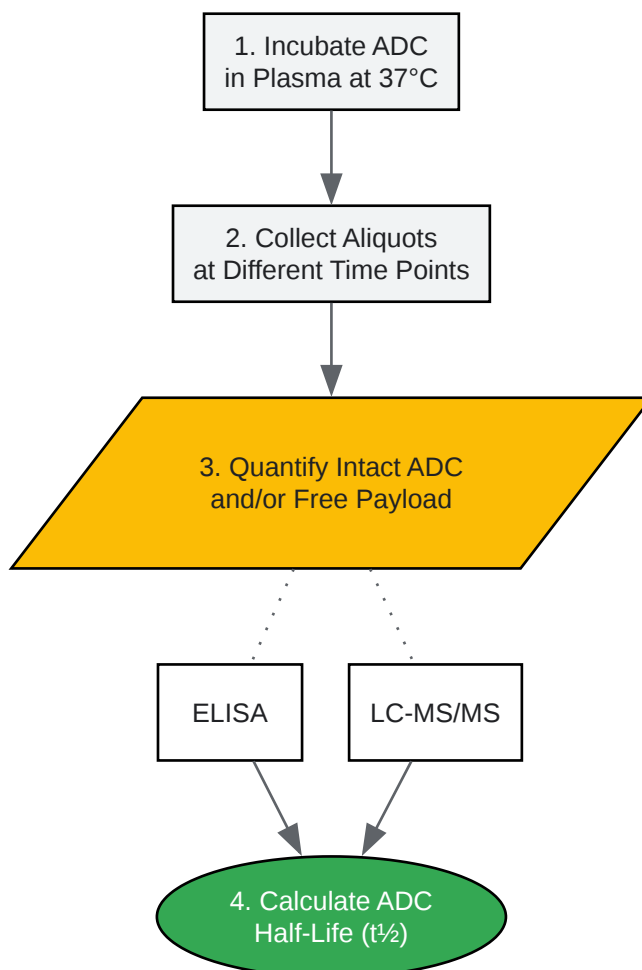 1. Incubate ADC
in Plasma at 37°C
2. Collect Aliquots
at Different Time Points
3. Quantify Intact ADC
and/or Free Payload
ELISA
LC-MS/MS
4. Calculate ADC
Half-Life (t½)